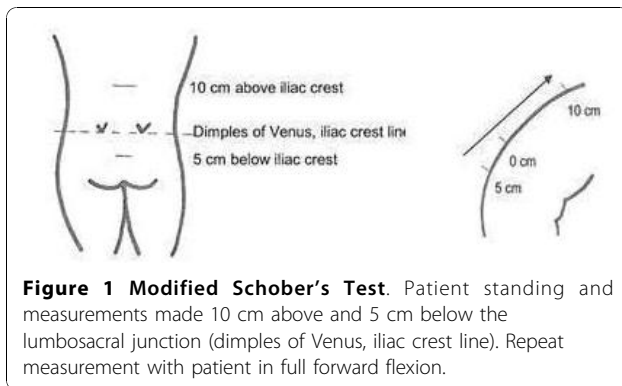 10 cm above iliac crest
Dimples of Venus, iliac crest line
5 cm below iliac crest
10 cm
0 cm
5 cm
Figure 1 Modified Schober's Test. Patient standing and
measurements made 10 cm above and 5 cm below the
lumbosacral junction (dimples of Venus, iliac crest line). Repeat
measurement with patient in full forward flexion.